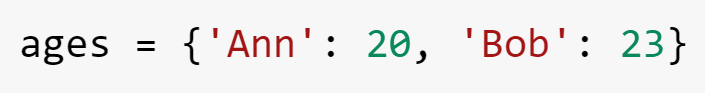 ages = {'Ann': 20, 'Bob': 23}